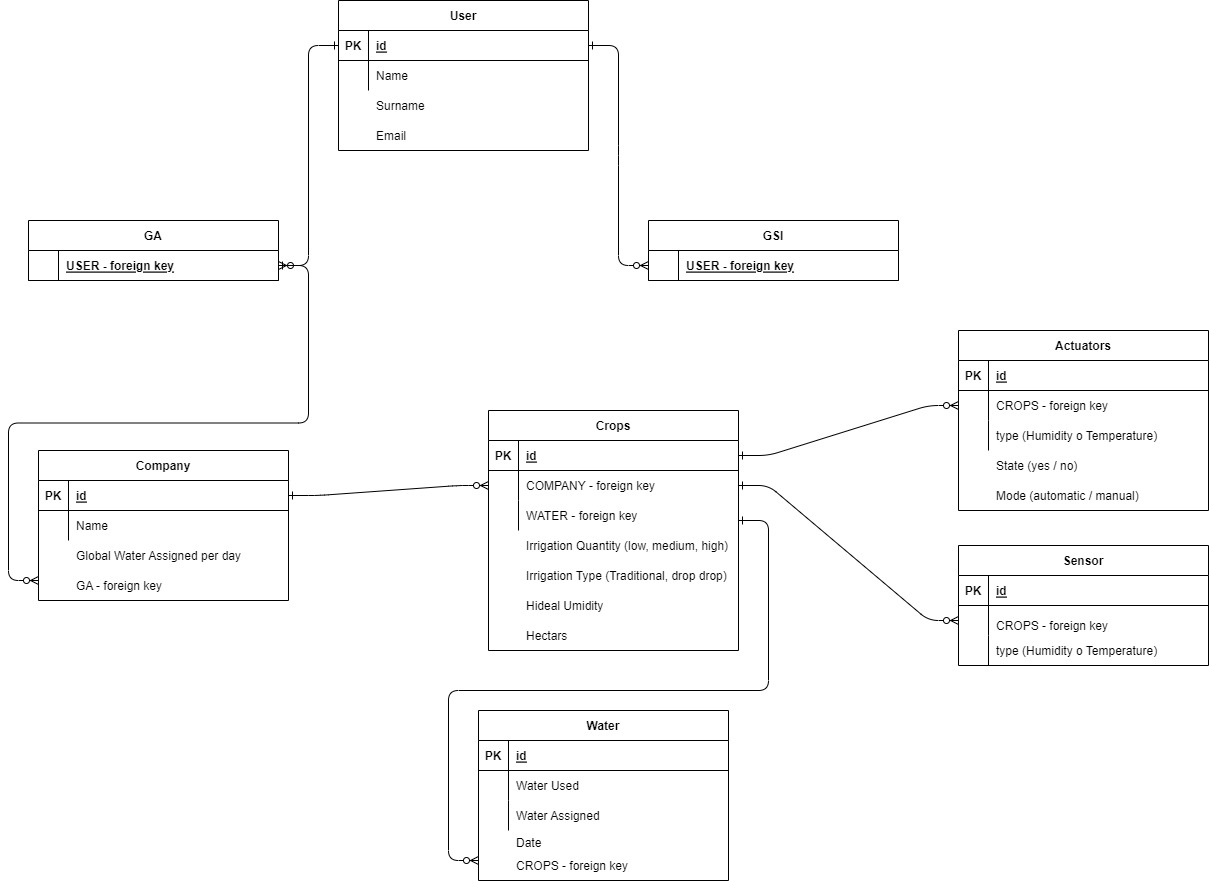 User
PK id
Name
Surname
Email
GA
USER - foreign key
GSI
USER - foreign key
Actuators
PK id
CROPS - foreign key
type (Humidity o Temperature)
State (yes / no)
Mode (automatic / manual)
Crops
PK id
COMPANY - foreign key
WATER - foreign key
Irrigation Quantity (low, medium, high)
Irrigation Type (Traditional, drop drop)
Hideal Umidity
Hectars
Company
PK id
Name
Global Water Assigned per day
GA - foreign key
Sensor
PK id
CROPS - foreign key
type (Humidity o Temperature)
Water
PK id
Water Used
Water Assigned
Date
CROPS - foreign key